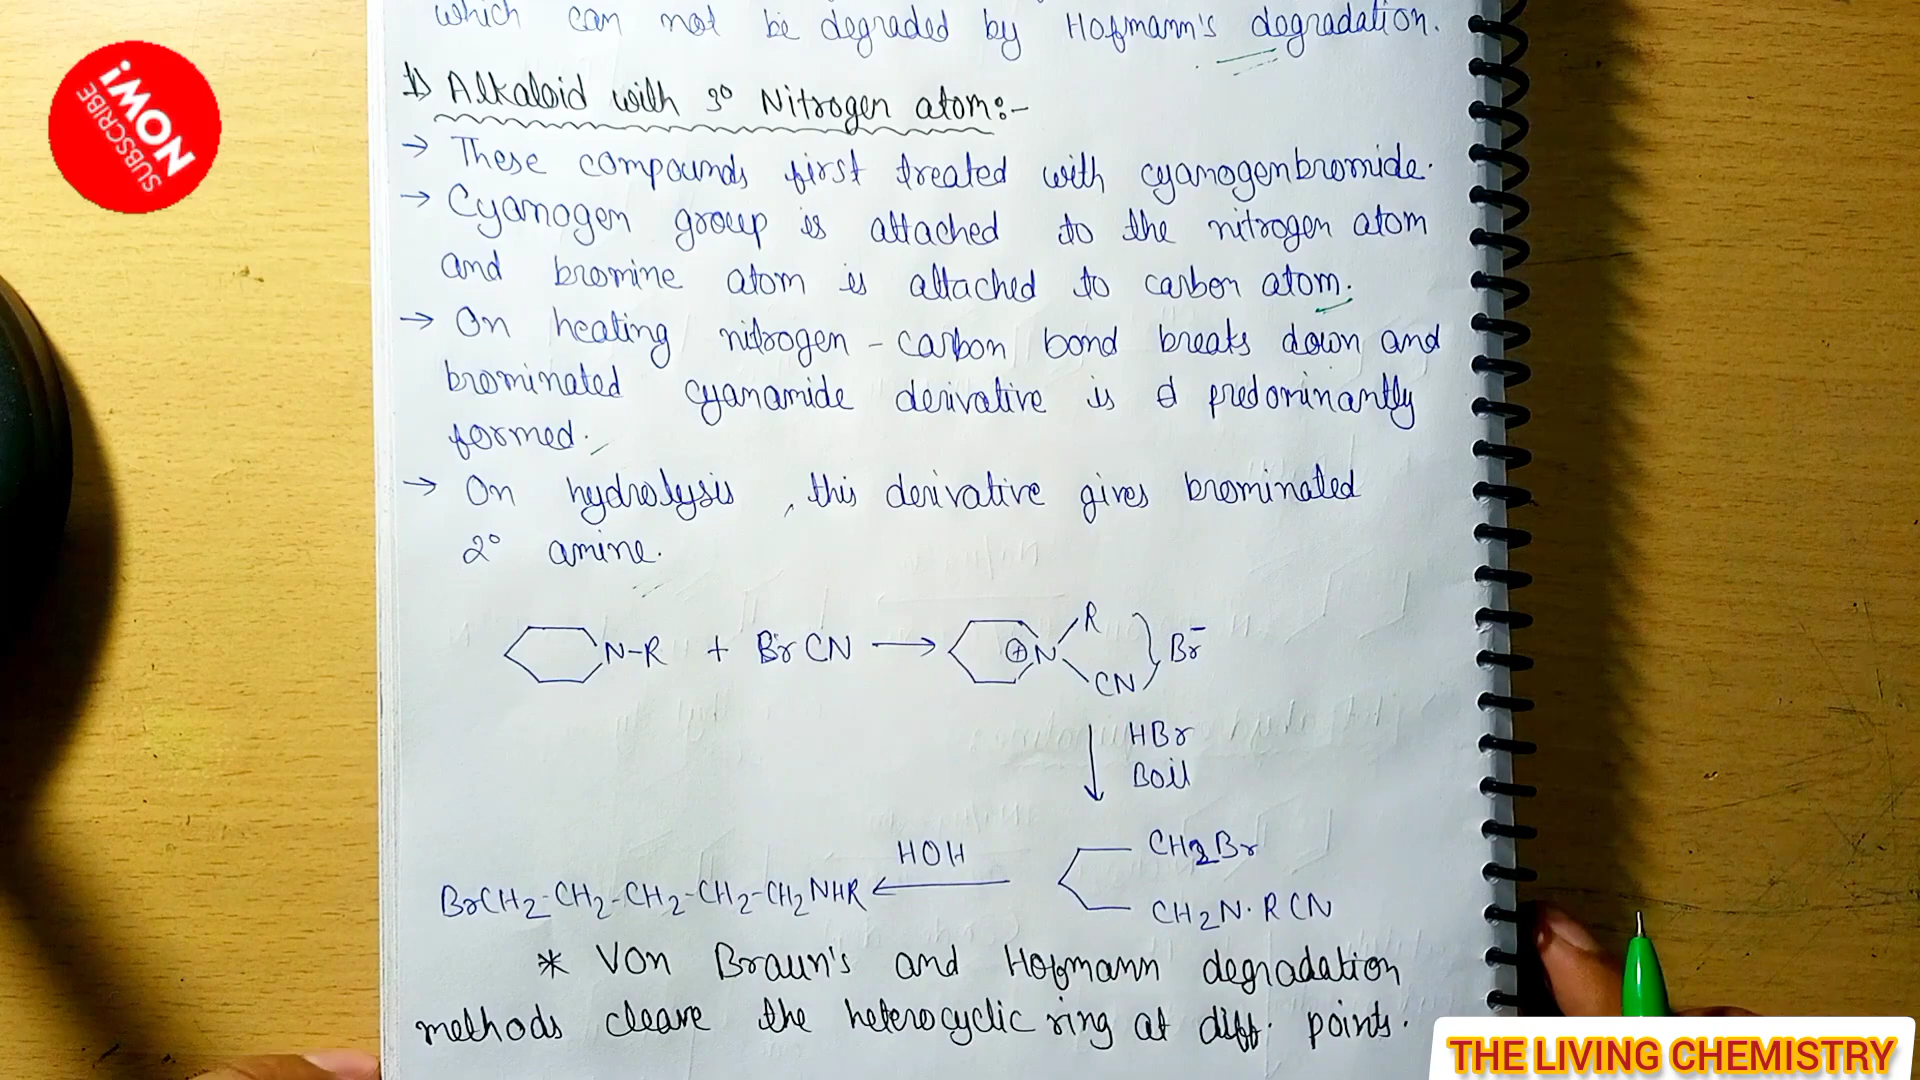 which can not be degraded by Hofmann's degradation.
SUBSCRIBE
NOW!
1) Alkaloid with 3° Nitrogen atom:-
→ These compounds first treated with cyanogenbromide.
→ Cyanogen group is attached to the nitrogen atom
and bromine atom is attached to carbon atom.
→ On heating nitrogen - carbon bond breaks down and
brominated cyanamide derivative is predominantly
formed.
→ On hydrolysis, this derivative gives brominated
2° amine.
N-R + BrCN → ⊕N R CN } Br⁻
HBr
Boil
CH2Br
HOH
BrCH2-CH2-CH2-CH2-CH2NHR ←
CH2N·RCN
* Von Braun's and Hofmann degradation
methods cleave the heterocyclic ring at diff. points.
THE LIVING CHEMISTRY